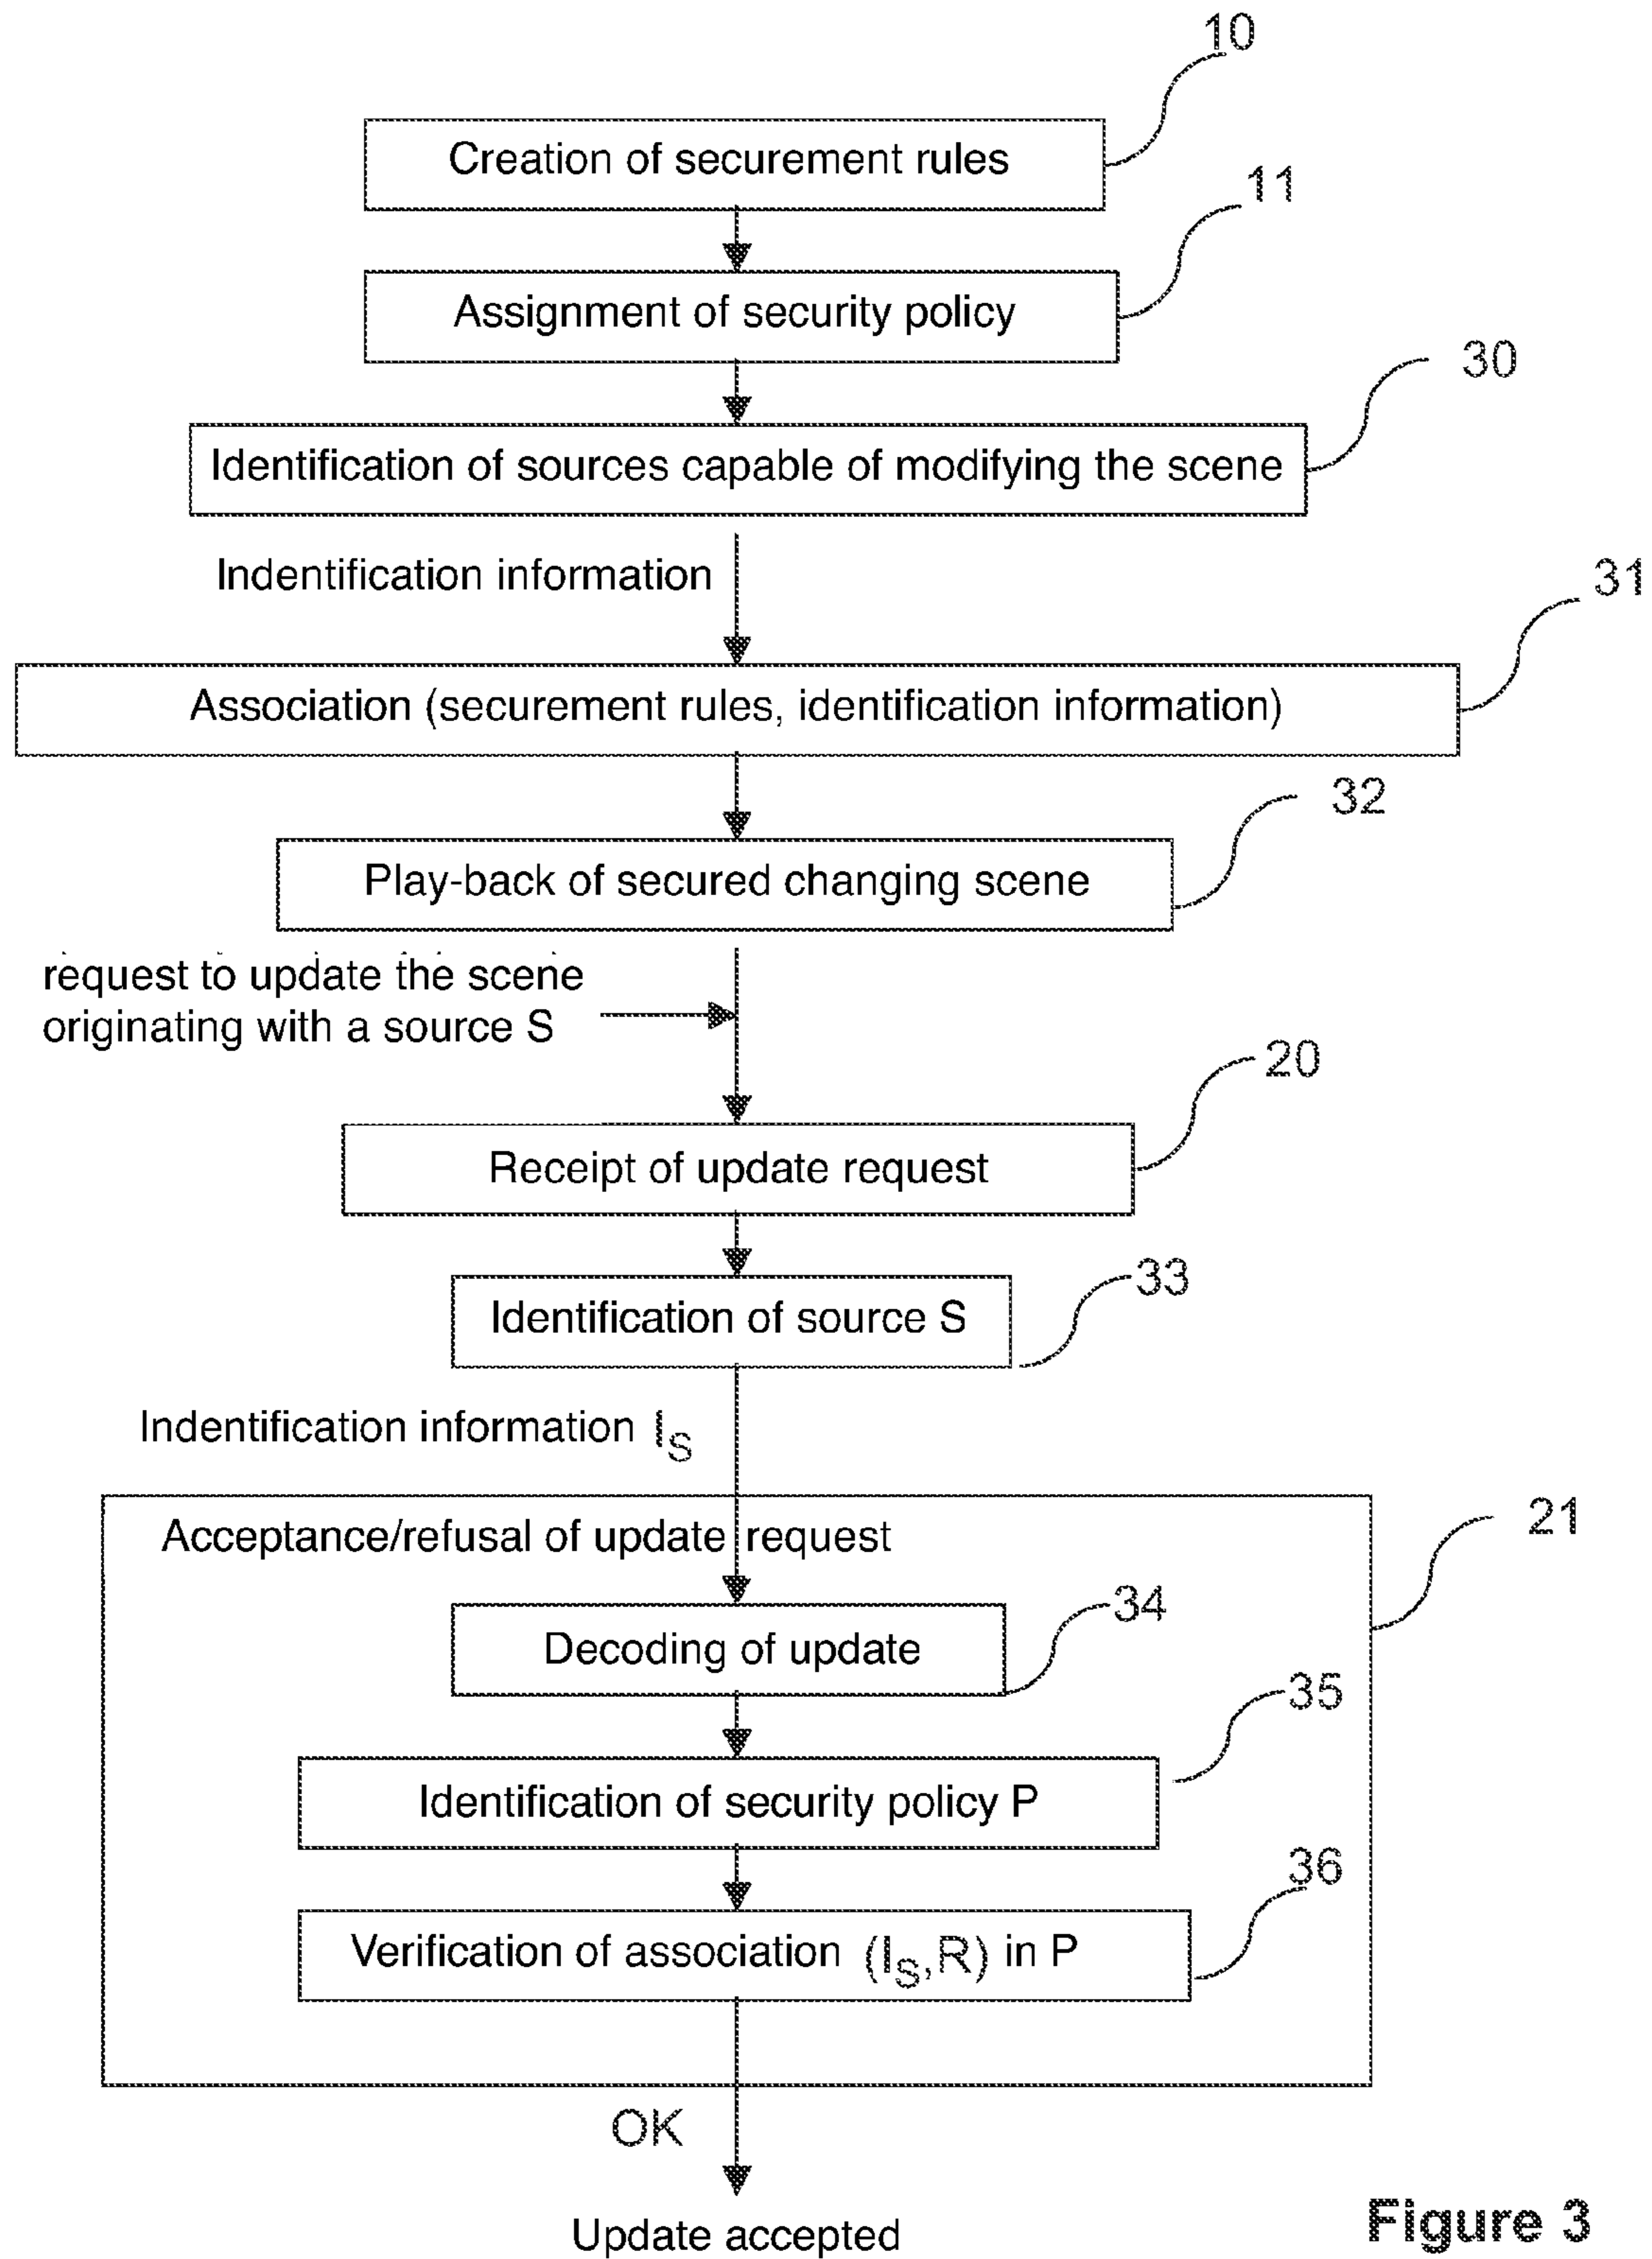 10
Creation of securement rules
11
Assignment of security policy
30
Identification of sources capable of modifying the scene
Indentification information
31
Association (securement rules, identification information)
32
Play-back of secured changing scene
request to update the scene
originating with a source S
20
Receipt of update request
33
Identification of source S
Indentification information IS
21
Acceptance/refusal of update request
34
Decoding of update
35
Identification of security policy P
36
Verification of association (IS,R) in P
OK
Update accepted
Figure 3